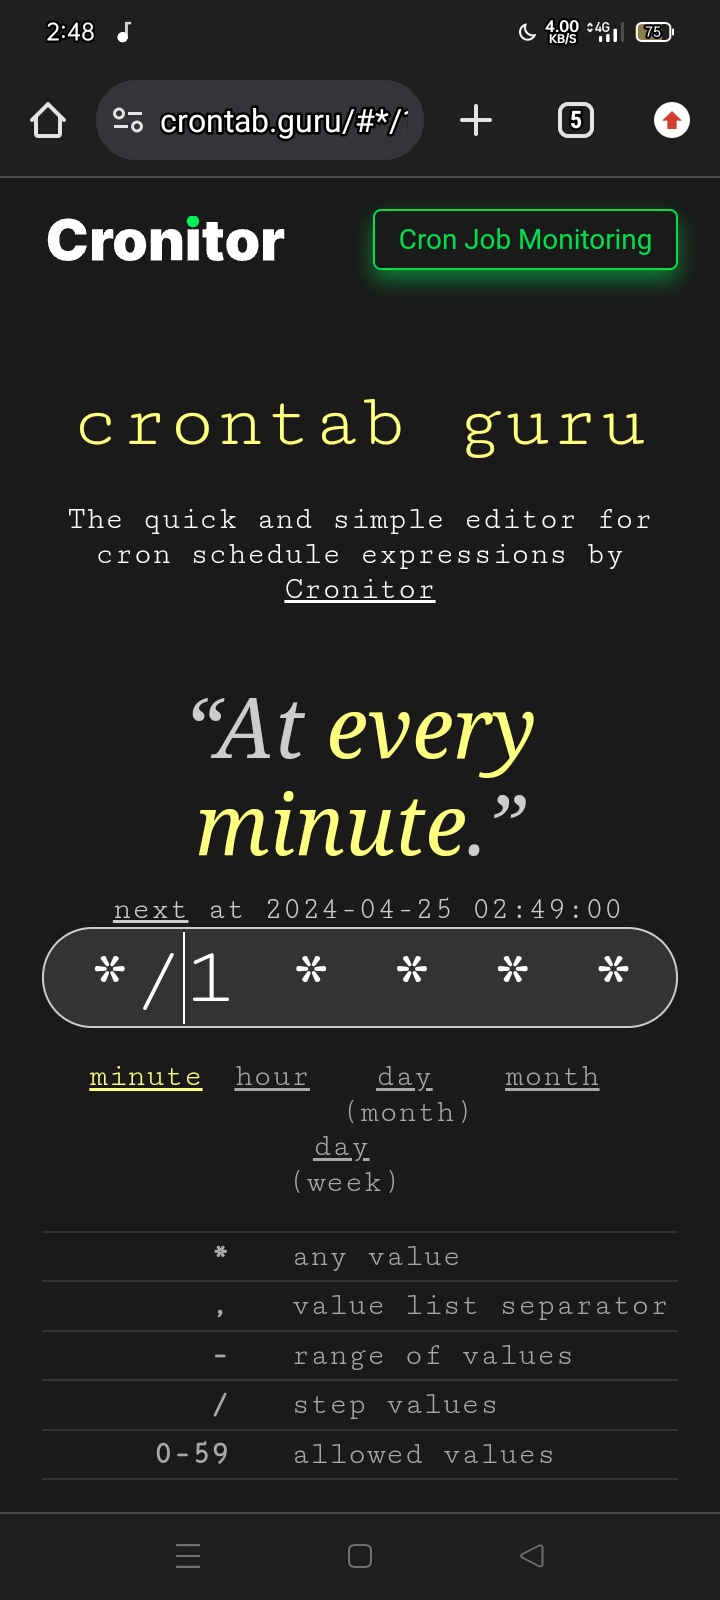 2:48
4.00
KB/S
4G
75
crontab.guru/#*/
5
Cronitor
Cron Job Monitoring
crontab guru
The quick and simple editor for
cron schedule expressions by
Cronitor
“At every
minute.”
next at 2024-04-25 02:49:00
*/1 * * * *
minute hour day month
(month)
day
(week)
* any value
, value list separator
- range of values
/ step values
0-59 allowed values